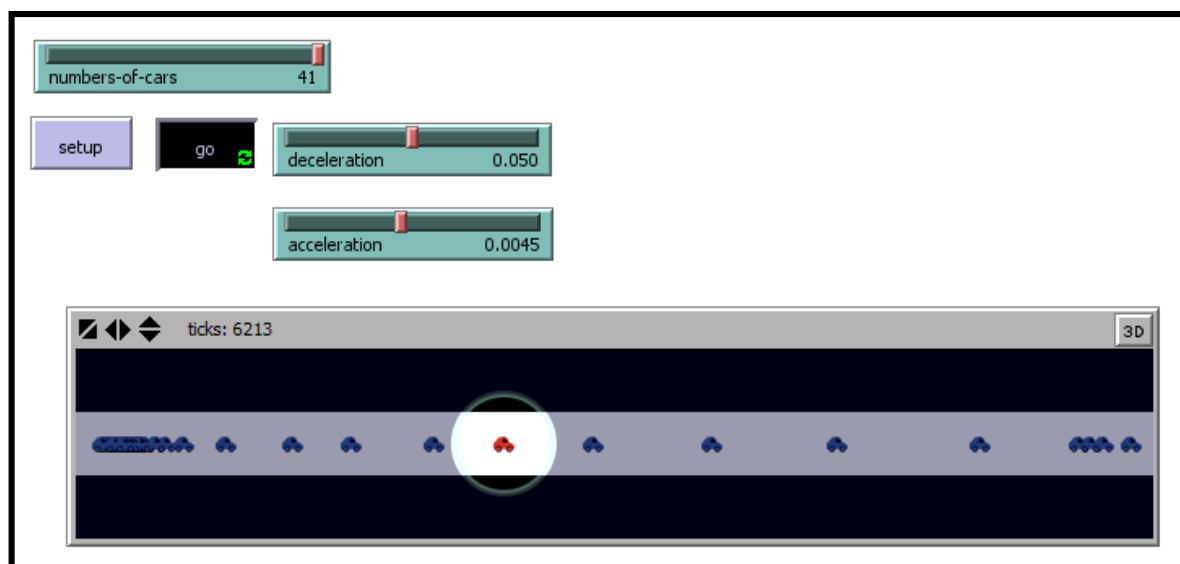 numbers-of-cars 41
setup
go
deceleration 0.050
acceleration 0.0045
ticks: 6213
3D